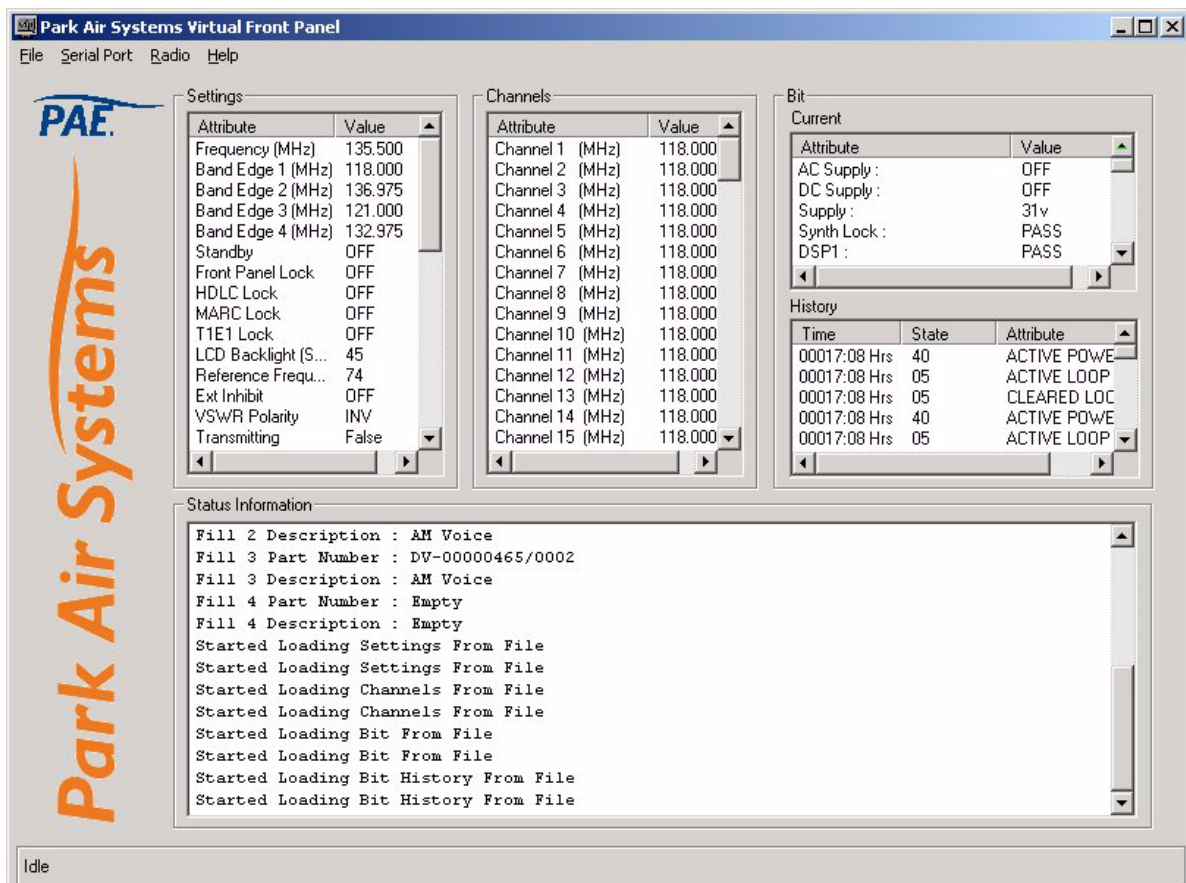 Park Air Systems Virtual Front Panel
File Serial Port Radio Help
PAE.
Park Air Systems
Settings
Attribute Value
Frequency (MHz) 135.500
Band Edge 1 (MHz) 118.000
Band Edge 2 (MHz) 136.975
Band Edge 3 (MHz) 121.000
Band Edge 4 (MHz) 132.975
Standby OFF
Front Panel Lock OFF
HDLC Lock OFF
MARC Lock OFF
T1E1 Lock OFF
LCD Backlight (S... 45
Reference Frequ... 74
Ext Inhibit OFF
VSWR Polarity INV
Transmitting False
Channels
Attribute Value
Channel 1 (MHz) 118.000
Channel 2 (MHz) 118.000
Channel 3 (MHz) 118.000
Channel 4 (MHz) 118.000
Channel 5 (MHz) 118.000
Channel 6 (MHz) 118.000
Channel 7 (MHz) 118.000
Channel 8 (MHz) 118.000
Channel 9 (MHz) 118.000
Channel 10 (MHz) 118.000
Channel 11 (MHz) 118.000
Channel 12 (MHz) 118.000
Channel 13 (MHz) 118.000
Channel 14 (MHz) 118.000
Channel 15 (MHz) 118.000
Bit
Current
Attribute Value
AC Supply : OFF
DC Supply : OFF
Supply : 31v
Synth Lock : PASS
DSP1 : PASS
History
Time State Attribute
00017:08 Hrs 40 ACTIVE POWE
00017:08 Hrs 05 ACTIVE LOOP
00017:08 Hrs 05 CLEARED LOC
00017:08 Hrs 40 ACTIVE POWE
00017:08 Hrs 05 ACTIVE LOOP
Status Information
Fill 2 Description : AM Voice
Fill 3 Part Number : DV-00000465/0002
Fill 3 Description : AM Voice
Fill 4 Part Number : Empty
Fill 4 Description : Empty
Started Loading Settings From File
Started Loading Settings From File
Started Loading Channels From File
Started Loading Channels From File
Started Loading Bit From File
Started Loading Bit From File
Started Loading Bit History From File
Started Loading Bit History From File
Idle